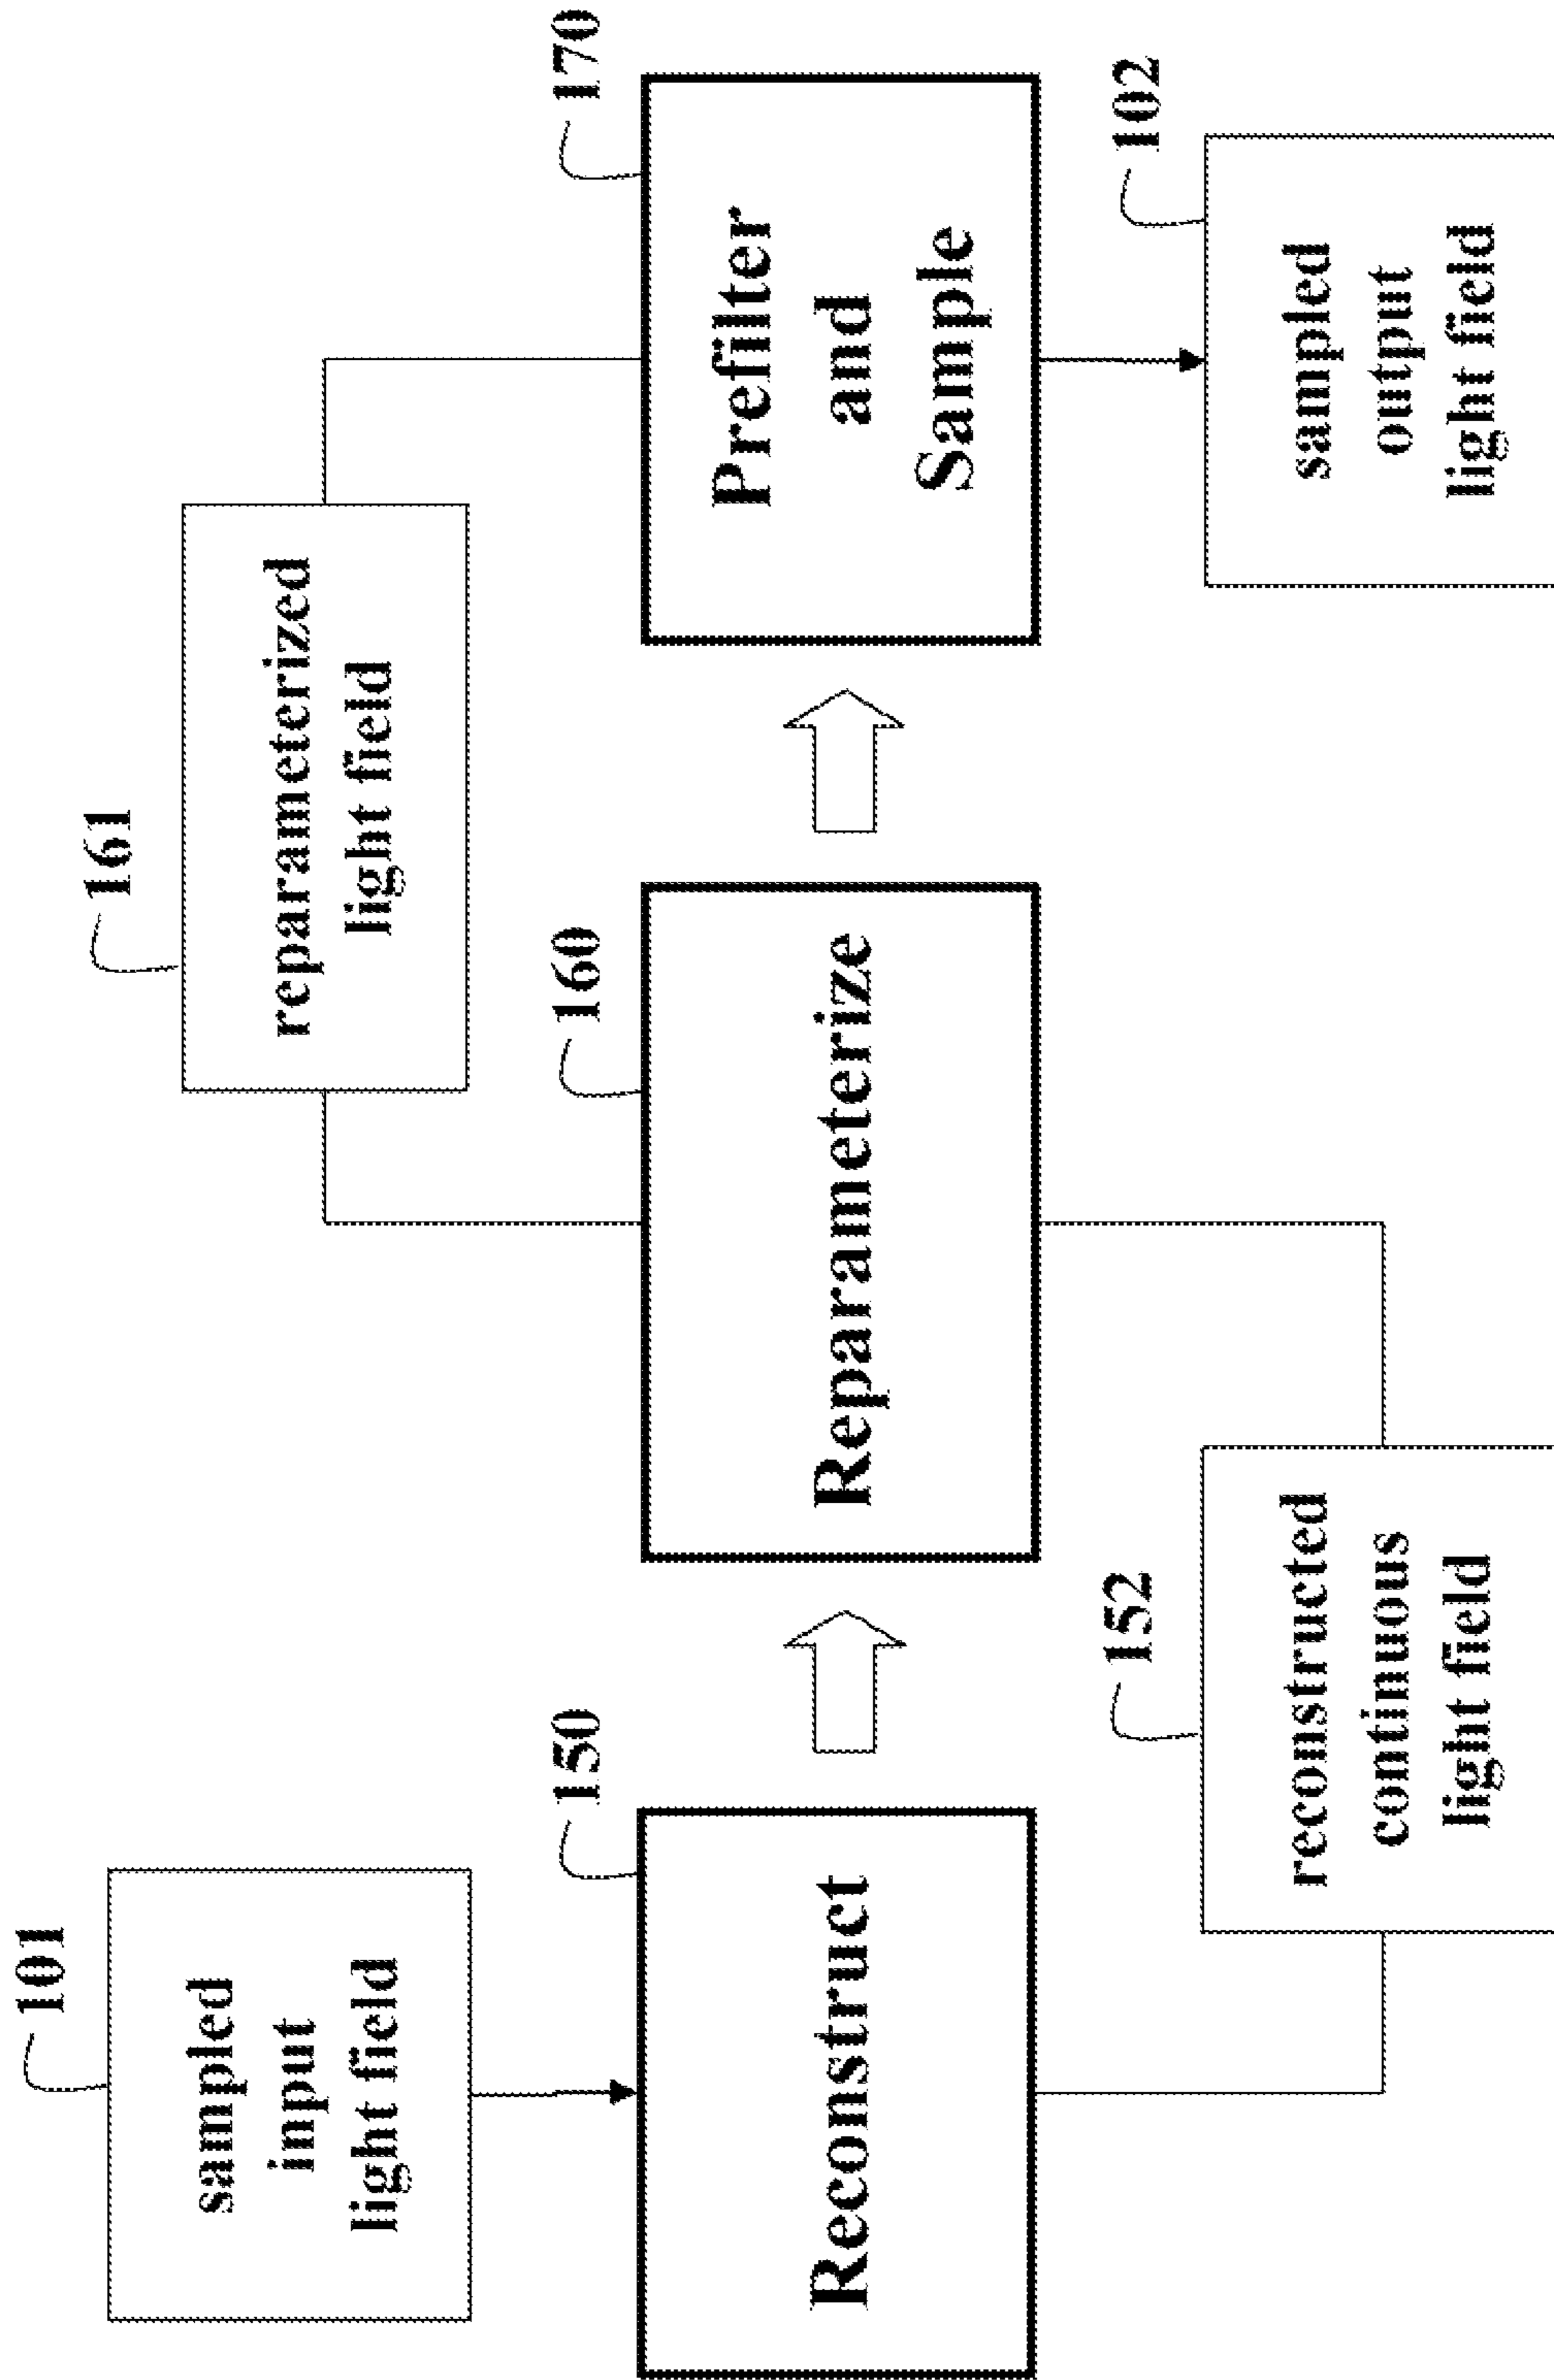 101
sampled
input
light field
150
Reconstruct
152
reconstructed
continuous
light field
160
Reparameterize
161
reparameterized
light field
170
Prefilter
and
Sample
102
sampled
output
light field